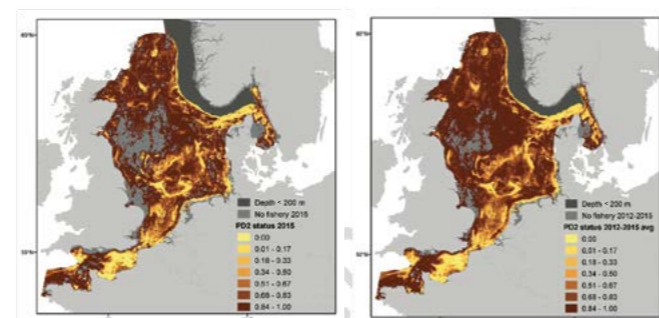 Depth < 200 m
No fishery 2015
PD2 status 2015
0.00
0.01 - 0.17
0.18 - 0.33
0.34 - 0.50
0.51 - 0.67
0.68 - 0.83
0.84 - 1.00
Depth < 200 m
No fishery 2012-2015
PD2 status 2012-2015 avg
0.00
0.01 - 0.17
0.18 - 0.33
0.34 - 0.50
0.51 - 0.67
0.68 - 0.83
0.84 - 1.00